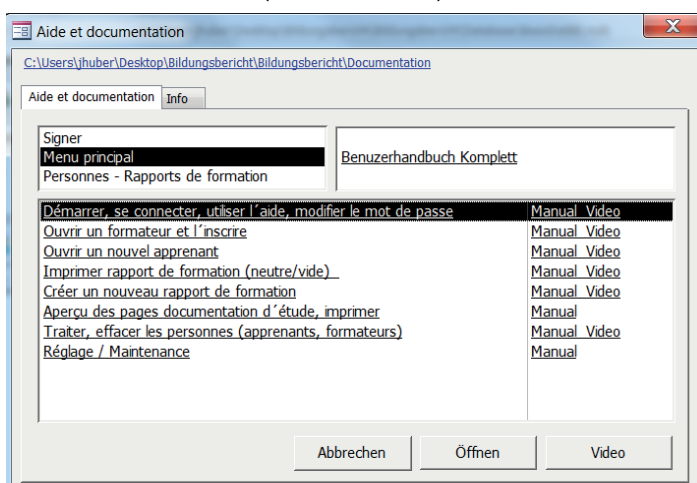 Aide et documentation
C:\Users\jhuber\Desktop\Bildungsbericht\Bildungsbericht\Documentation
Aide et documentation Info
Signer
Menu principal
Personnes - Rapports de formation
Benuzerhandbuch Komplett
Démarrer, se connecter, utiliser l´aide, modifier le mot de passe Manual Video
Ouvrir un formateur et l´inscrire Manual Video
Ouvrir un nouvel apprenant Manual Video
Imprimer rapport de formation (neutre/vide) Manual Video
Créer un nouveau rapport de formation Manual Video
Aperçu des pages documentation d´étude, imprimer Manual
Traiter, effacer les personnes (apprenants, formateurs) Manual Video
Réglage / Maintenance Manual
Abbrechen Öffnen Video